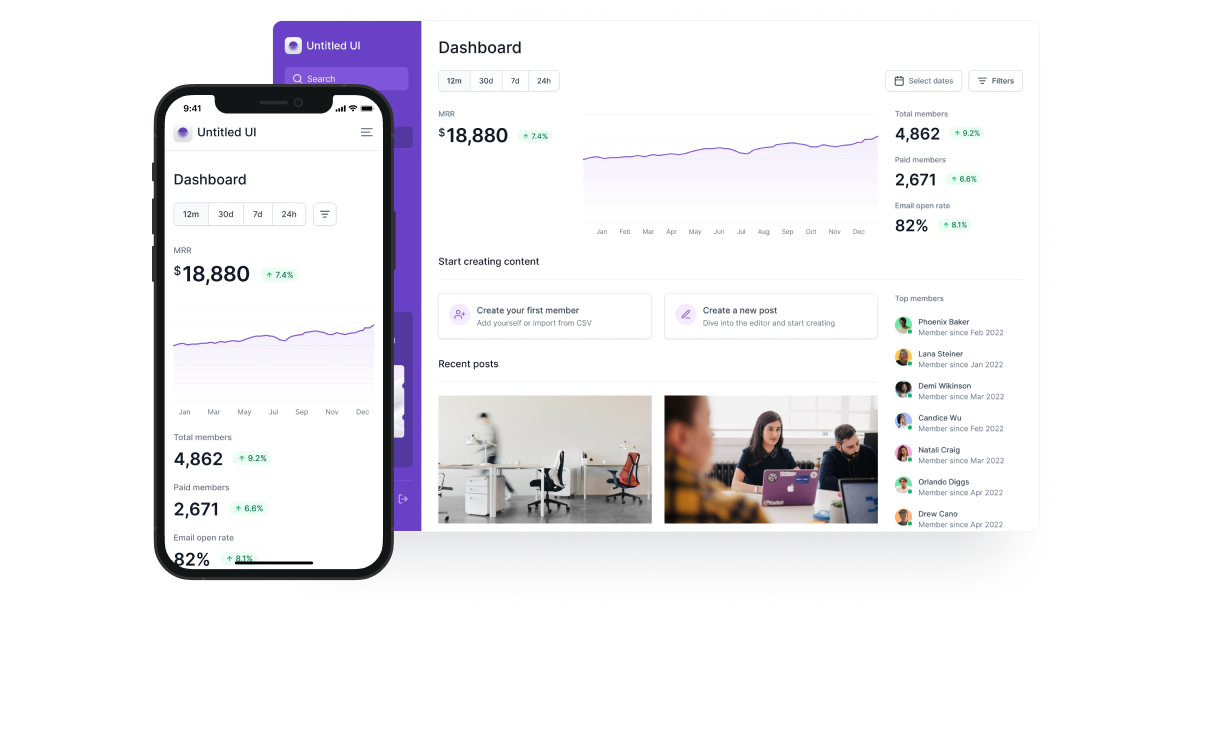 Untitled UI
Search
Dashboard
12m 30d 7d 24h
Select dates
Filters
MRR
$18,880
7.4%
Jan Feb Mar Apr May Jun Jul Aug Sep Oct Nov Dec
Total members
4,862
9.2%
Paid members
2,671
6.6%
Email open rate
82%
8.1%
Start creating content
Create your first member
Add yourself or import from CSV
Create a new post
Dive into the editor and start creating
Recent posts
Top members
Phoenix Baker
Member since Feb 2022
Lana Steiner
Member since Jan 2022
Demi Wikinson
Member since Mar 2022
Candice Wu
Member since Feb 2022
Natali Craig
Member since Mar 2022
Orlando Diggs
Member since Apr 2022
Drew Cano
Member since Apr 2022
9:41
Untitled UI
Dashboard
12m 30d 7d 24h
MRR
$18,880
7.4%
Jan Mar May Jul Sep Nov Dec
Total members
4,862
9.2%
Paid members
2,671
6.6%
Email open rate
82%
8.1%